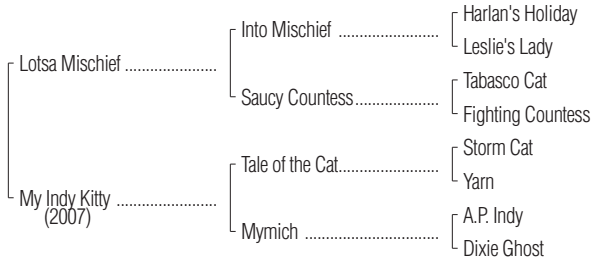 Harlan's Holiday
Into Mischief ....................
Leslie's Lady
Lotsa Mischief ......................
Tabasco Cat
Saucy Countess....................
Fighting Countess
Storm Cat
Tale of the Cat........................
Yarn
My Indy Kitty ........................
(2007)
A.P. Indy
Mymich ................................
Dixie Ghost